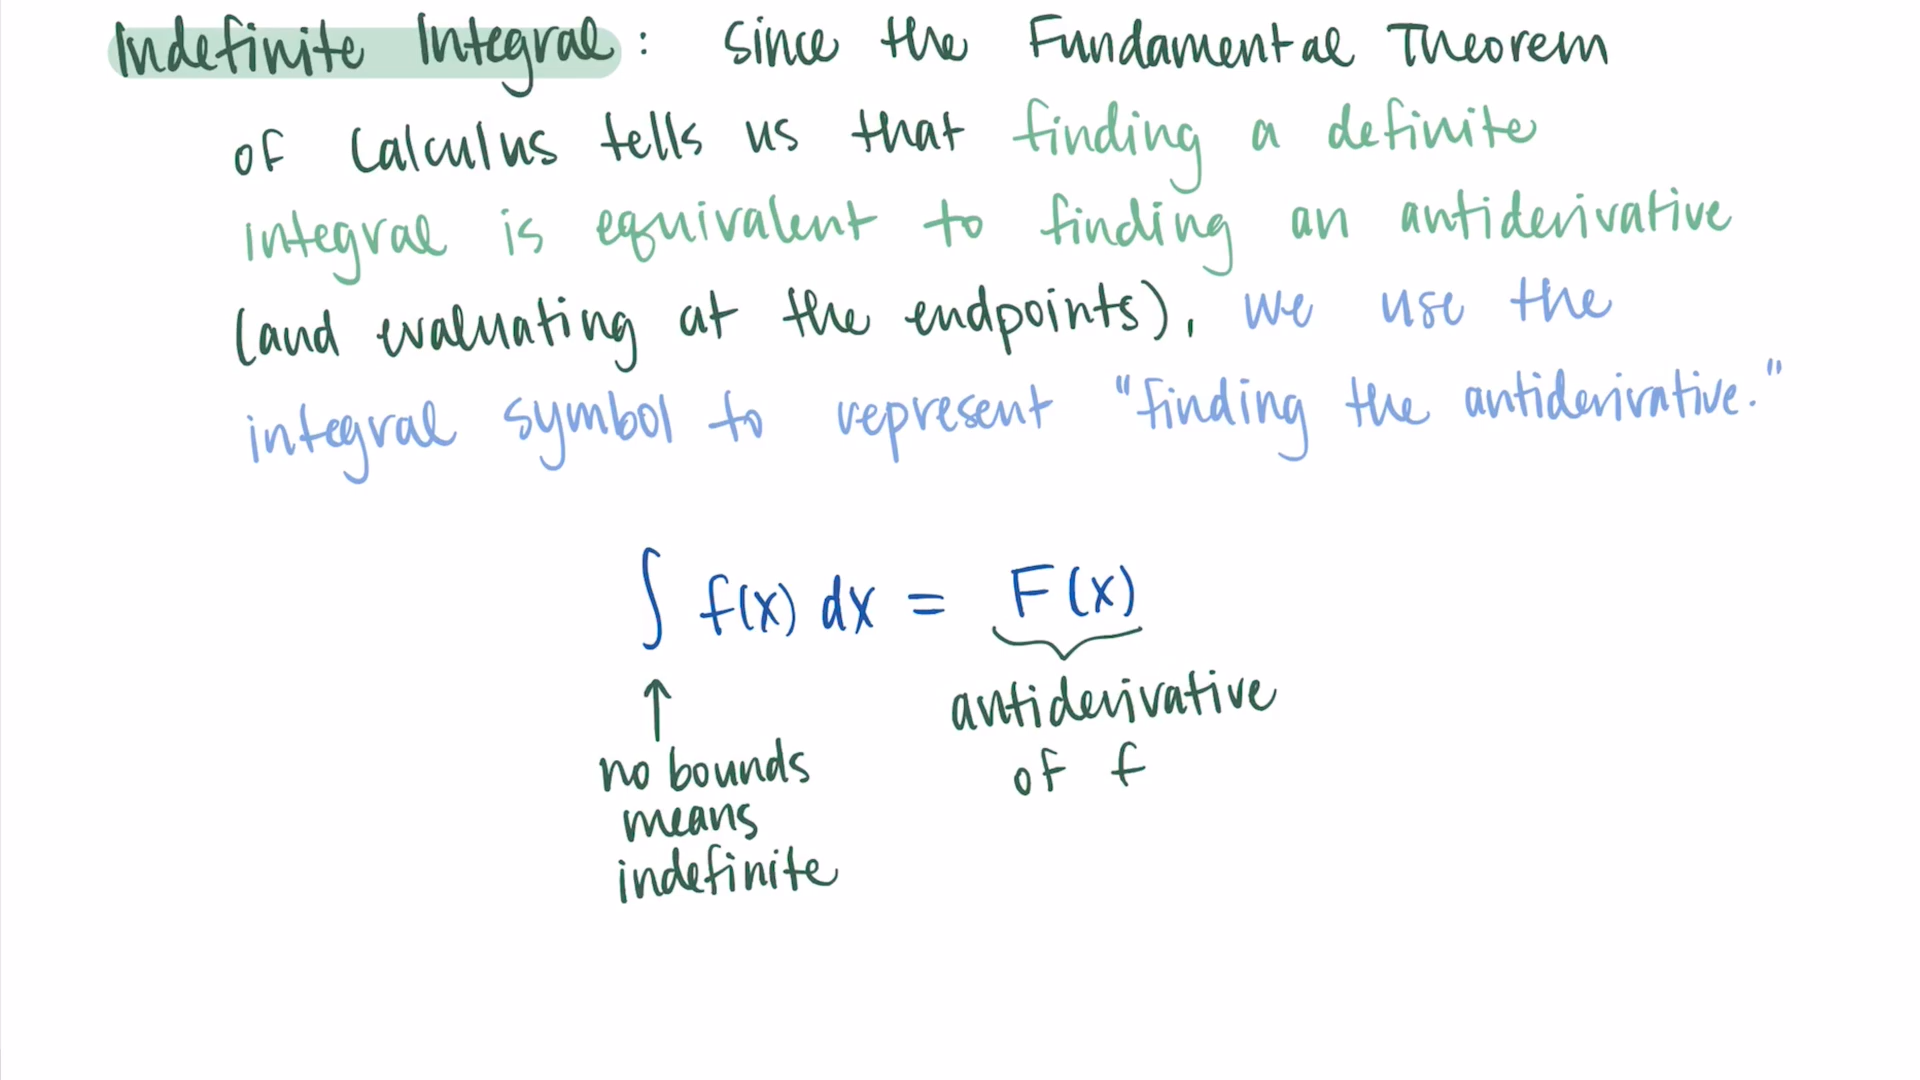 Indefinite Integral: Since the Fundamental Theorem
of Calculus tells us that finding a definite
integral is equivalent to finding an antiderivative
(and evaluating at the endpoints), we use the
integral symbol to represent "finding the antiderivative."
∫ f(x) dx = F(x)
↑
no bounds
means
indefinite
antiderivative
of f